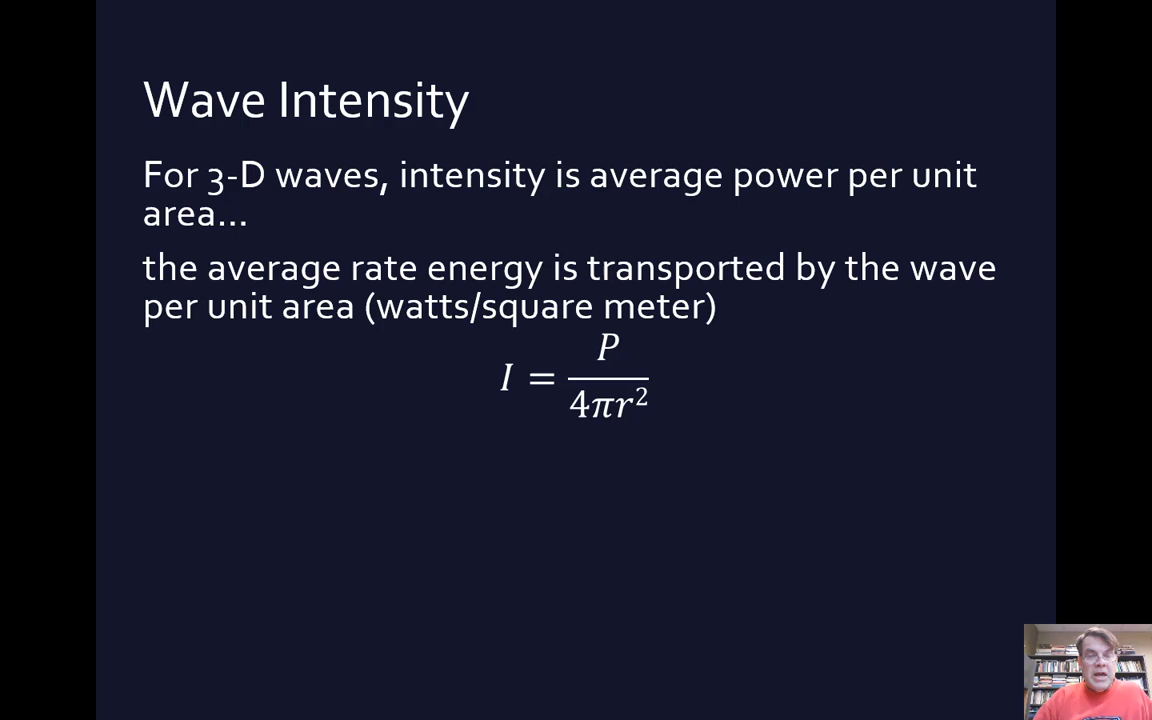 Wave Intensity
For 3-D waves, intensity is average power per unit
area...
the average rate energy is transported by the wave
per unit area (watts/square meter)
𝐼 = 𝑃 / 4𝜋𝑟²